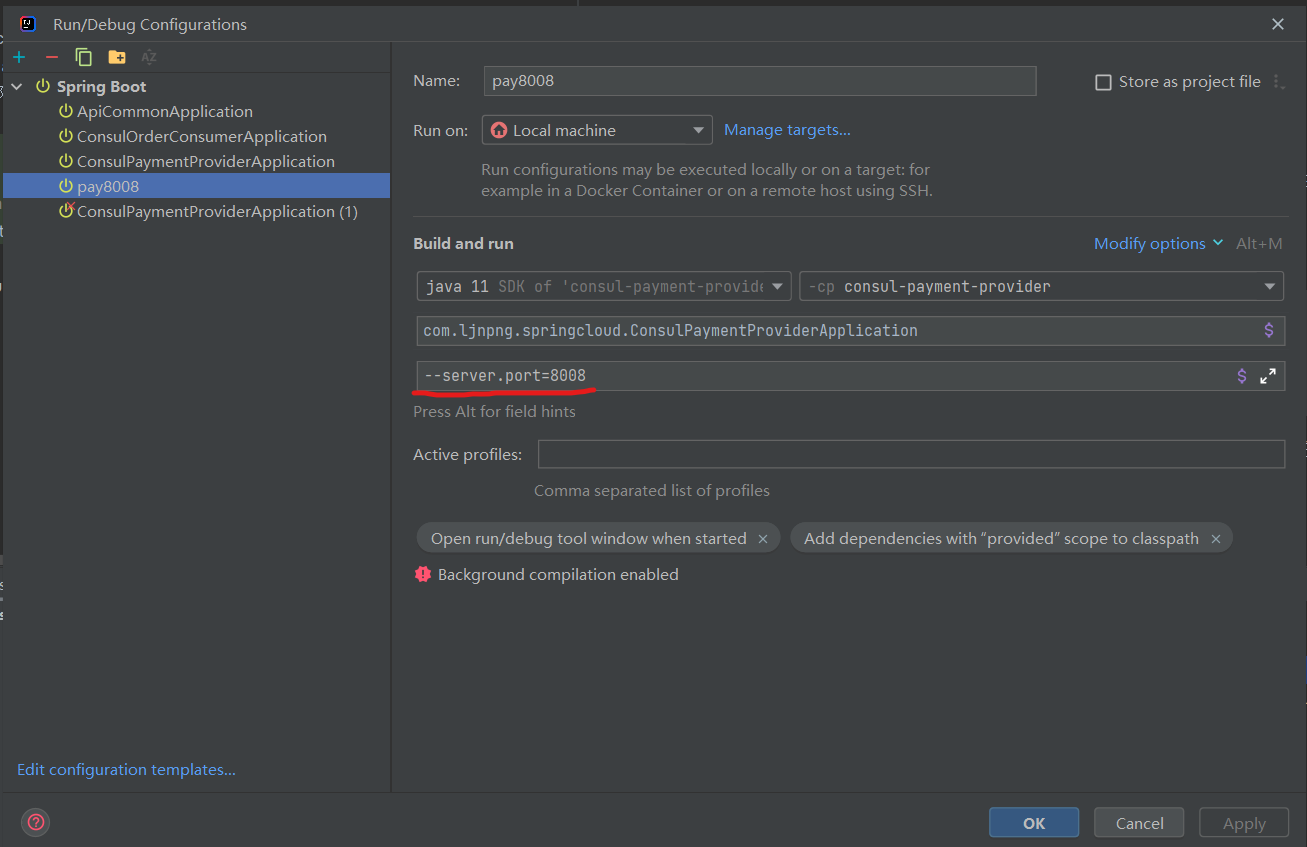 Run/Debug Configurations
Spring Boot
ApiCommonApplication
ConsulOrderConsumerApplication
ConsulPaymentProviderApplication
pay8008
ConsulPaymentProviderApplication (1)
Edit configuration templates...
Name:
pay8008
Store as project file
Run on:
Local machine
Manage targets...
Run configurations may be executed locally or on a target: for
example in a Docker Container or on a remote host using SSH.
Build and run
Modify options
Alt+M
java 11 SDK of 'consul-payment-provide
-cp consul-payment-provider
com.ljnpng.springcloud.ConsulPaymentProviderApplication
--server.port=8008
Press Alt for field hints
Active profiles:
Comma separated list of profiles
Open run/debug tool window when started ×
Add dependencies with “provided” scope to classpath ×
Background compilation enabled
OK
Cancel
Apply